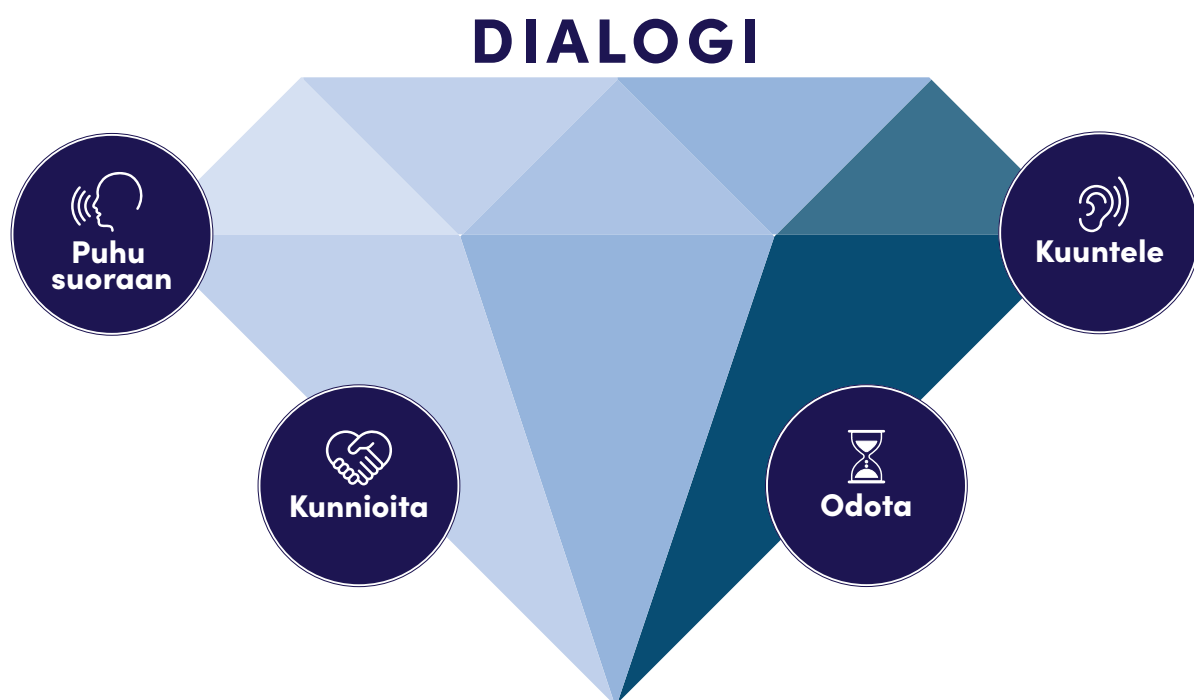 DIALOGI
Puhu
suoraan
Kuuntele
Kunnioita
Odota